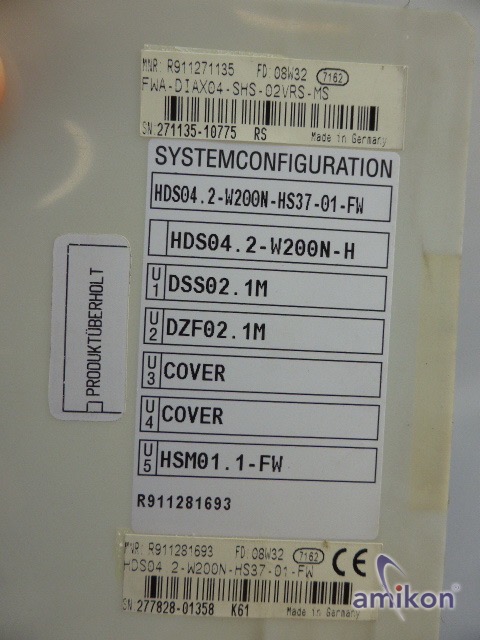 MNR: R911271135 FD: 08W32 7162
FWA-DIAX04-SHS-02VRS-MS
SN: 271135-10775 RS Made in Germany
SYSTEMCONFIGURATION
HDS04.2-W200N-HS37-01-FW
HDS04.2-W200N-H
U1 DSS02.1M
U2 DZF02.1M
U3 COVER
U4 COVER
U5 HSM01.1-FW
R911281693
PRODUKTÜBERHOLT
MNR: R911281693 FD: 08W32 7162 CE
HDS04.2-W200N-HS37-01-FW
SN: 277828-01358 K61 Made in Germany
amikon